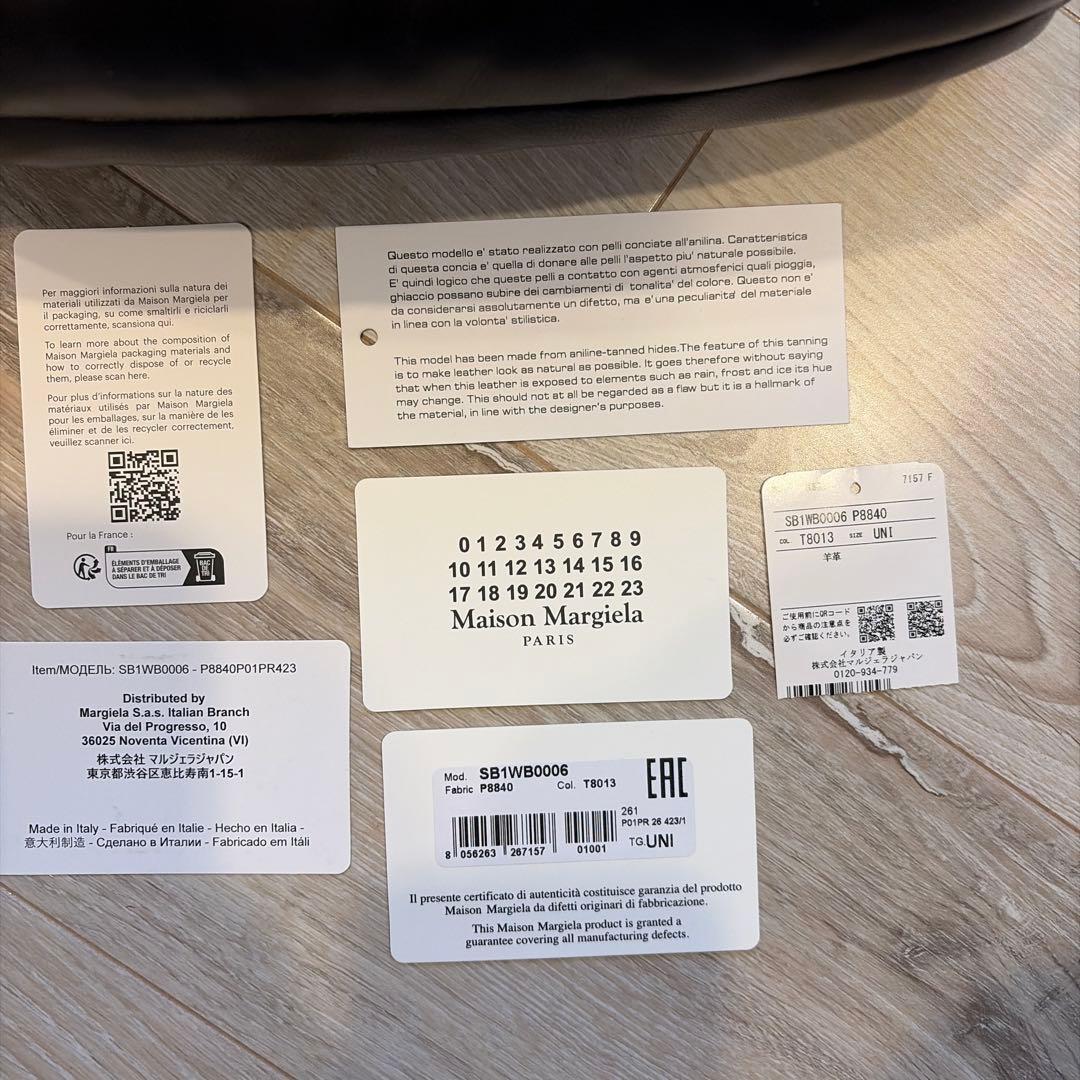 Per maggiori informazioni sulla natura dei
materiali utilizzati da Maison Margiela per
il packaging, su come smaltirli e riciclarli
correttamente, scansiona qui.
To learn more about the composition of
Maison Margiela packaging materials and
how to correctly dispose of or recycle
them, please scan here.
Pour plus d'informations sur la nature des
matériaux utilisés par Maison Margiela
pour les emballages, sur la manière de les
éliminer et de les recycler correctement,
veuillez scanner ici.
Pour la France :
FR
ÉLÉMENTS D'EMBALLAGE
À SÉPARER ET À DÉPOSER
DANS LE BAC DE TRI
BAC
DE
TRI
Questo modello e' stato realizzato con pelli conciate all'anilina. Caratteristica
di questa concia e' quella di donare alle pelli l'aspetto piu' naturale possibile.
E' quindi logico che queste pelli a contatto con agenti atmosferici quali pioggia,
ghiaccio possano subire dei cambiamenti di tonalita' del colore. Questo non e'
da considerarsi assolutamente un difetto, ma e'una peculiarita' del materiale
in linea con la volonta' stilistica.
This model has been made from aniline-tanned hides.The feature of this tanning
is to make leather look as natural as possible. It goes therefore without saying
that when this leather is exposed to elements such as rain, frost and ice its hue
may change. This should not at all be regarded as a flaw but it is a hallmark of
the material, in line with the designer's purposes.
0 1 2 3 4 5 6 7 8 9
10 11 12 13 14 15 16
17 18 19 20 21 22 23
Maison Margiela
PARIS
7157 F
SB1WB0006 P8840
COL T8013 SIZE UNI
羊革
ご使用前にQRコード
から商品の注意点を
必ずご確認ください。
イタリア製
株式会社マルジェラジャパン
0120-934-779
Item/МОДЕЛЬ: SB1WB0006 - P8840P01PR423
Distributed by
Margiela S.a.s. Italian Branch
Via del Progresso, 10
36025 Noventa Vicentina (VI)
株式会社 マルジェラジャパン
東京都渋谷区恵比寿南1-15-1
Made in Italy - Fabriqué en Italie - Hecho en Italia -
意大利制造 - Сделано в Италии - Fabricado em Itáli
Mod. SB1WB0006
Fabric P8840 Col. T8013
EAC
261
P01PR 26 423/1
TG.UNI
8 056263 267157 01001
Il presente certificato di autenticità costituisce garanzia del prodotto
Maison Margiela da difetti originari di fabbricazione.
This Maison Margiela product is granted a
guarantee covering all manufacturing defects.